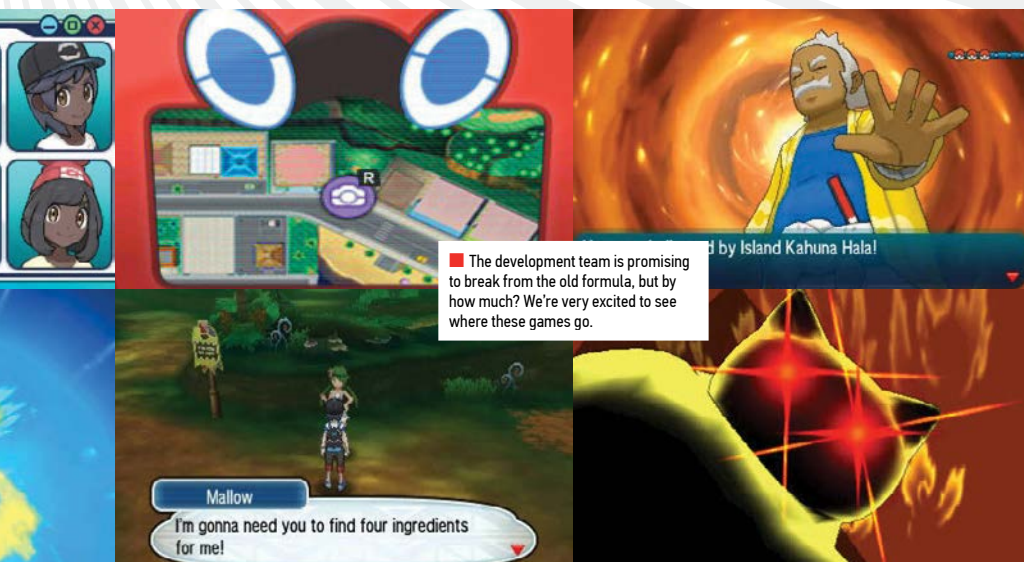 R
d by Island Kahuna Hala!
The development team is promising
to break from the old formula, but by
how much? We're very excited to see
where these games go.
Mallow
I'm gonna need you to find four ingredients
for me!